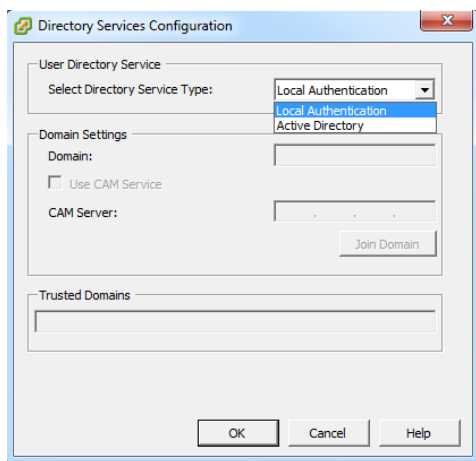 Directory Services Configuration
User Directory Service
Select Directory Service Type:
Local Authentication
Local Authentication
Active Directory
Domain Settings
Domain:
Use CAM Service
CAM Server:
. . .
Join Domain
Trusted Domains
OK Cancel Help